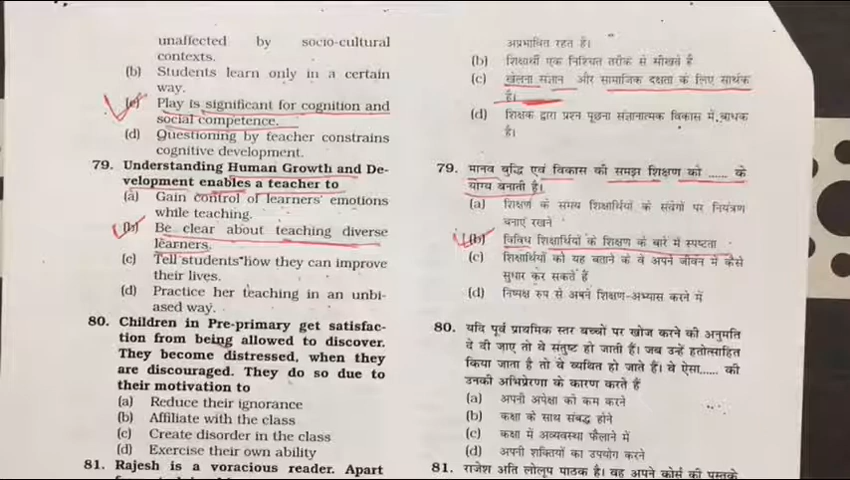 unaffected by socio-cultural
contexts.
(b) Students learn only in a certain
way.
(c) Play is significant for cognition and
social competence.
(d) Questioning by teacher constrains
cognitive development.
79. Understanding Human Growth and De-
velopment enables a teacher to
(a) Gain control of learners' emotions
while teaching.
(b) Be clear about teaching diverse
learners.
(c) Tell students how they can improve
their lives.
(d) Practice her teaching in an unbi-
ased way.
80. Children in Pre-primary get satisfac-
tion from being allowed to discover.
They become distressed, when they
are discouraged. They do so due to
their motivation to
(a) Reduce their ignorance
(b) Affiliate with the class
(c) Create disorder in the class
(d) Exercise their own ability
81. Rajesh is a voracious reader. Apart
अप्रभावित रहते हैं।
(b) शिक्षार्थी एक निश्चित तरीके से सीखते हैं
(c) खेलना संज्ञान और सामाजिक दक्षता के लिए सार्थक
है।
(d) शिक्षक द्वारा प्रश्न पूछना संज्ञानात्मक विकास में बाधक
है।
79. मानव बुद्धि एवं विकास की समझ शिक्षण को ...... के
योग्य बनाती है।
(a) शिक्षण के समय शिक्षार्थियों के संवेगों पर नियंत्रण
बनाए रखने
(b) विविध शिक्षार्थियों के शिक्षण के बारे में स्पष्टता
(c) शिक्षार्थियों को यह बताने के वे अपने जीवन में कैसे
सुधार कर सकते हैं
(d) निष्पक्ष रुप से अपने शिक्षण-अभ्यास करने में
80. यदि पूर्व प्राथमिक स्तर बच्चों पर खोज करने की अनुमति
दे दी जाए तो वे संतुष्ट हो जाती हैं। जब उन्हें हतोत्साहित
किया जाता है तो वे व्यथित हो जाते हैं। वे ऐसा...... की
उनकी अभिप्रेरणा के कारण करते हैं
(a) अपनी अपेक्षा को कम करने
(b) कक्षा के साथ संबद्ध होने
(c) कक्षा में अव्यवस्था फैलाने में
(d) अपनी शक्तियों का उपयोग करने
81. राजेश अति लोलूप पाठक है। वह अपने कोर्स की पुस्तके